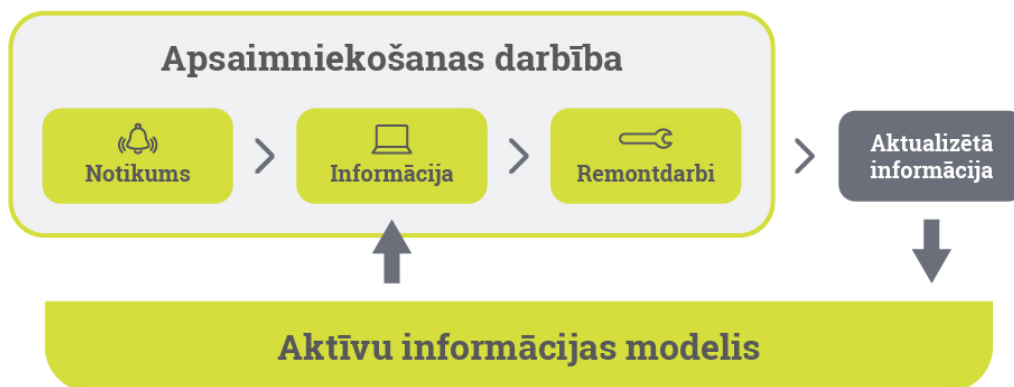 Apsaimniekošanas darbība
Notikums
Informācija
Remontdarbi
Aktualizētā
informācija
Aktīvu informācijas modelis